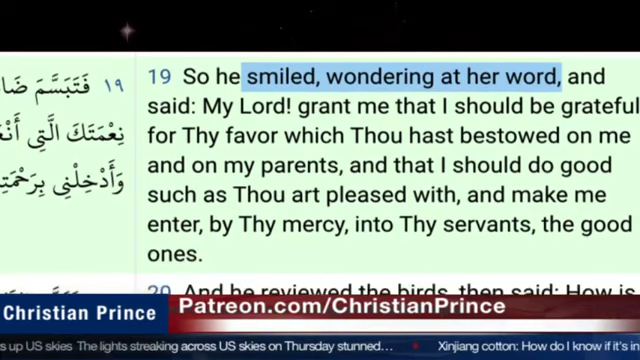 ١٩ فَتَبَسَّمَ
19 So he smiled, wondering at her word, and
said: My Lord! grant me that I should be grateful
نِعْمَتَكَ الَّتِي
for Thy favor which Thou hast bestowed on me
and on my parents, and that I should do good
وَأَدْخِلْنِي
such as Thou art pleased with, and make me
enter, by Thy mercy, into Thy servants, the good
ones.
20 And he reviewed the birds, then said: How is
Christian Prince
Patreon.com/ChristianPrince
s up US skies The lights streaking across US skies on Thursday stunned… Xinjiang cotton: How do I know if it's in